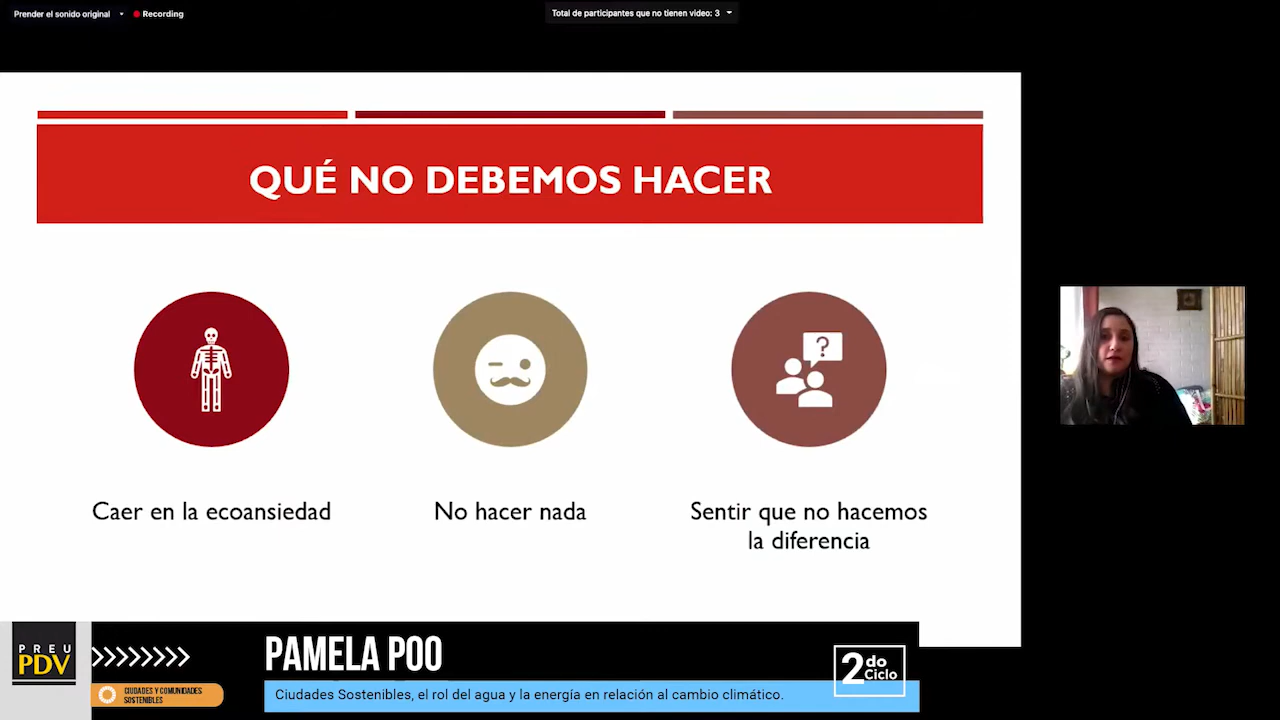 Prender el sonido original
Recording
Total de participantes que no tienen video: 3
QUÉ NO DEBEMOS HACER
?
Caer en la ecoansiedad
No hacer nada
Sentir que no hacemos
la diferencia
PREU
PDV
CIUDADES Y COMUNIDADES
SOSTENIBLES
PAMELA POO
Ciudades Sostenibles, el rol del agua y la energía en relación al cambio climático.
2do
Ciclo